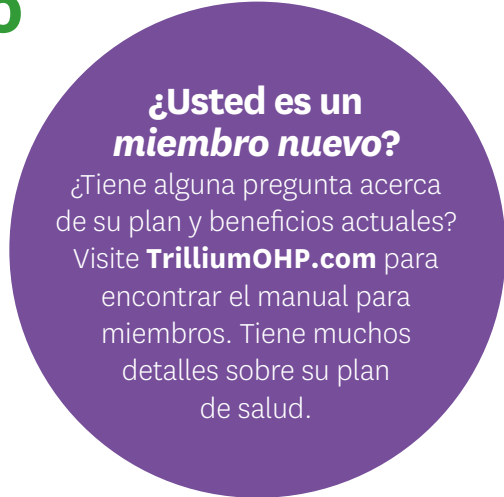 ¿Usted es un
miembro nuevo?
¿Tiene alguna pregunta acerca
de su plan y beneficios actuales?
Visite TrilliumOHP.com para
encontrar el manual para
miembros. Tiene muchos
detalles sobre su plan
de salud.